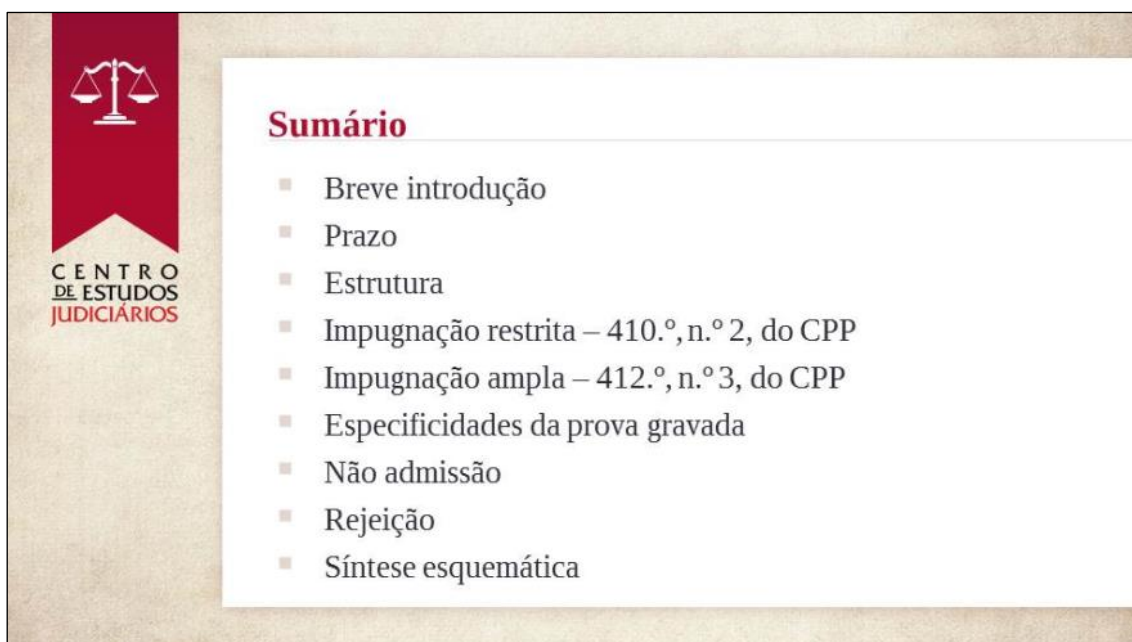 CENTRO
DE ESTUDOS
JUDICIÁRIOS
Sumário
Breve introdução
Prazo
Estrutura
Impugnação restrita – 410.º, n.º 2, do CPP
Impugnação ampla – 412.º, n.º 3, do CPP
Especificidades da prova gravada
Não admissão
Rejeição
Síntese esquemática